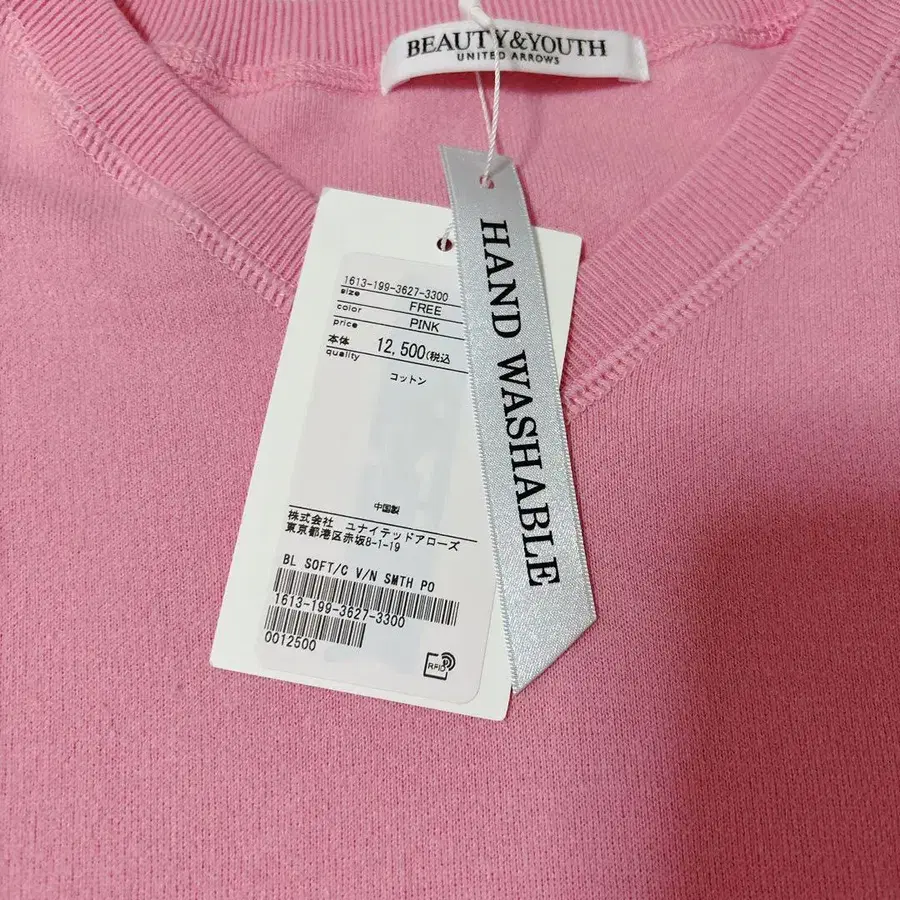 BEAUTY&YOUTH
UNITED ARROWS
HAND WASHABLE
1613-199-3627-3300
size FREE
color PINK
price
本体 12,500(税込
quality
コットン
中国製
株式会社 ユナイテッドアローズ
東京都港区赤坂8-1-19
BL SOFT/C V/N SMTH PO
1613-199-3627-3300
0012500
RFID